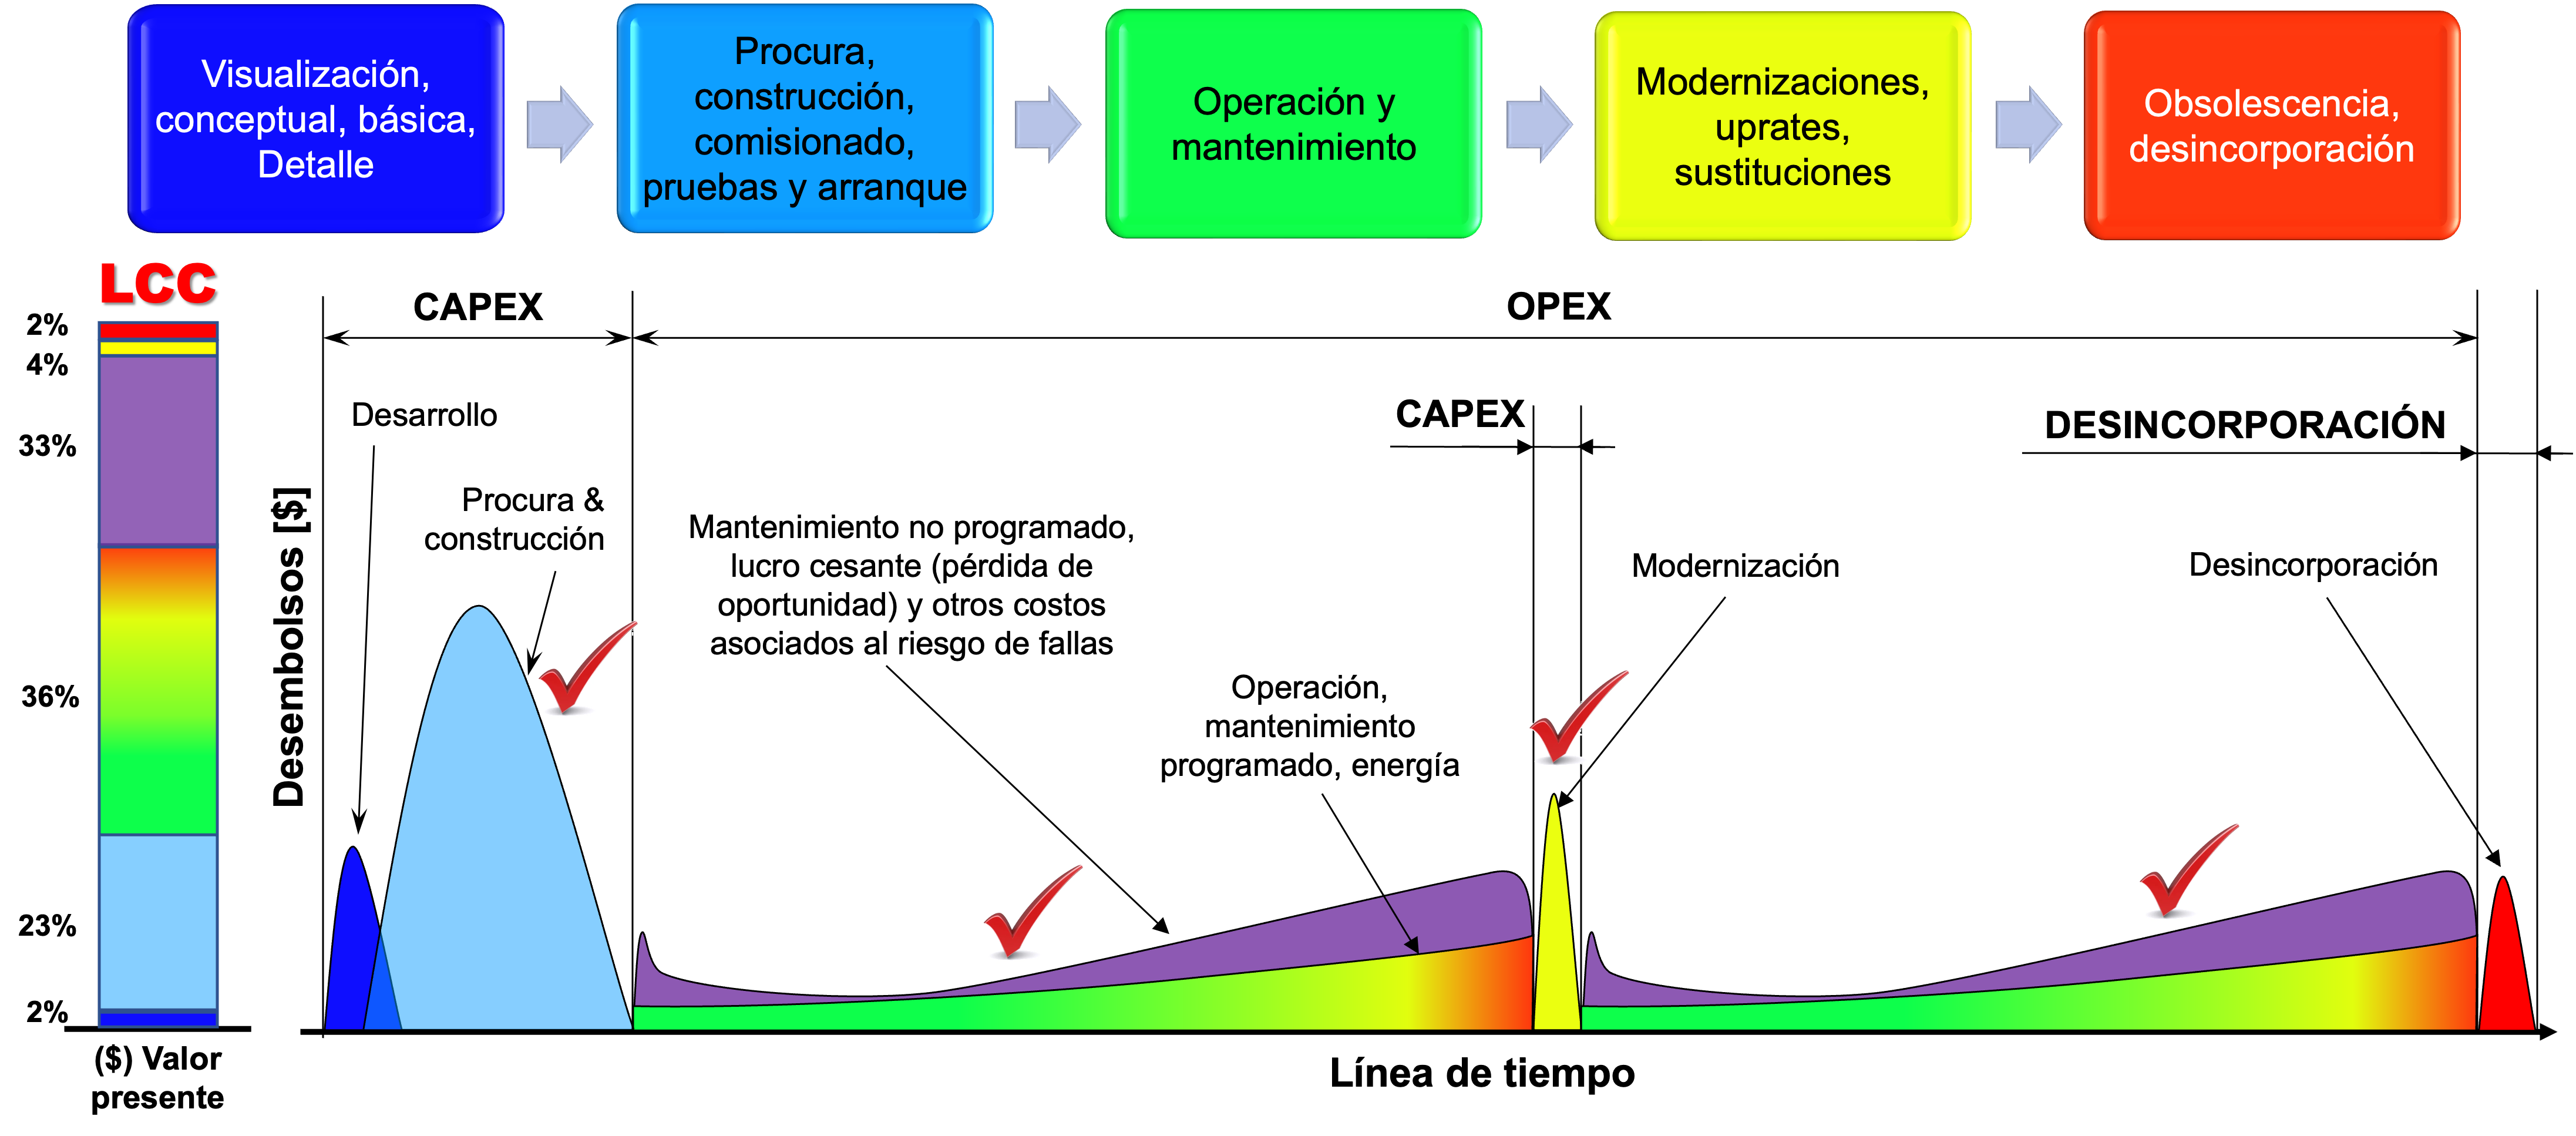 Visualización,
conceptual, básica,
Detalle
Procura,
construcción,
comisionado,
pruebas y arranque
Operación y
mantenimiento
Modernizaciones,
uprates,
sustituciones
Obsolescencia,
desincorporación
LCC
2%
4%
33%
36%
23%
2%
($) Valor
presente
Desembolsos [$]
CAPEX
OPEX
Desarrollo
Procura &
construcción
Mantenimiento no programado,
lucro cesante (pérdida de
oportunidad) y otros costos
asociados al riesgo de fallas
Operación,
mantenimiento
programado, energía
CAPEX
Modernización
DESINCORPORACIÓN
Desincorporación
Línea de tiempo